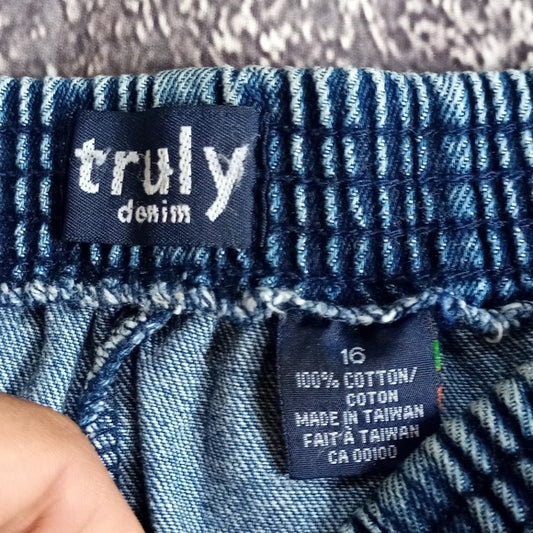 truly
denim
16
100% COTTON/
COTON
MADE IN TAIWAN
FAIT À TAIWAN
CA 00100